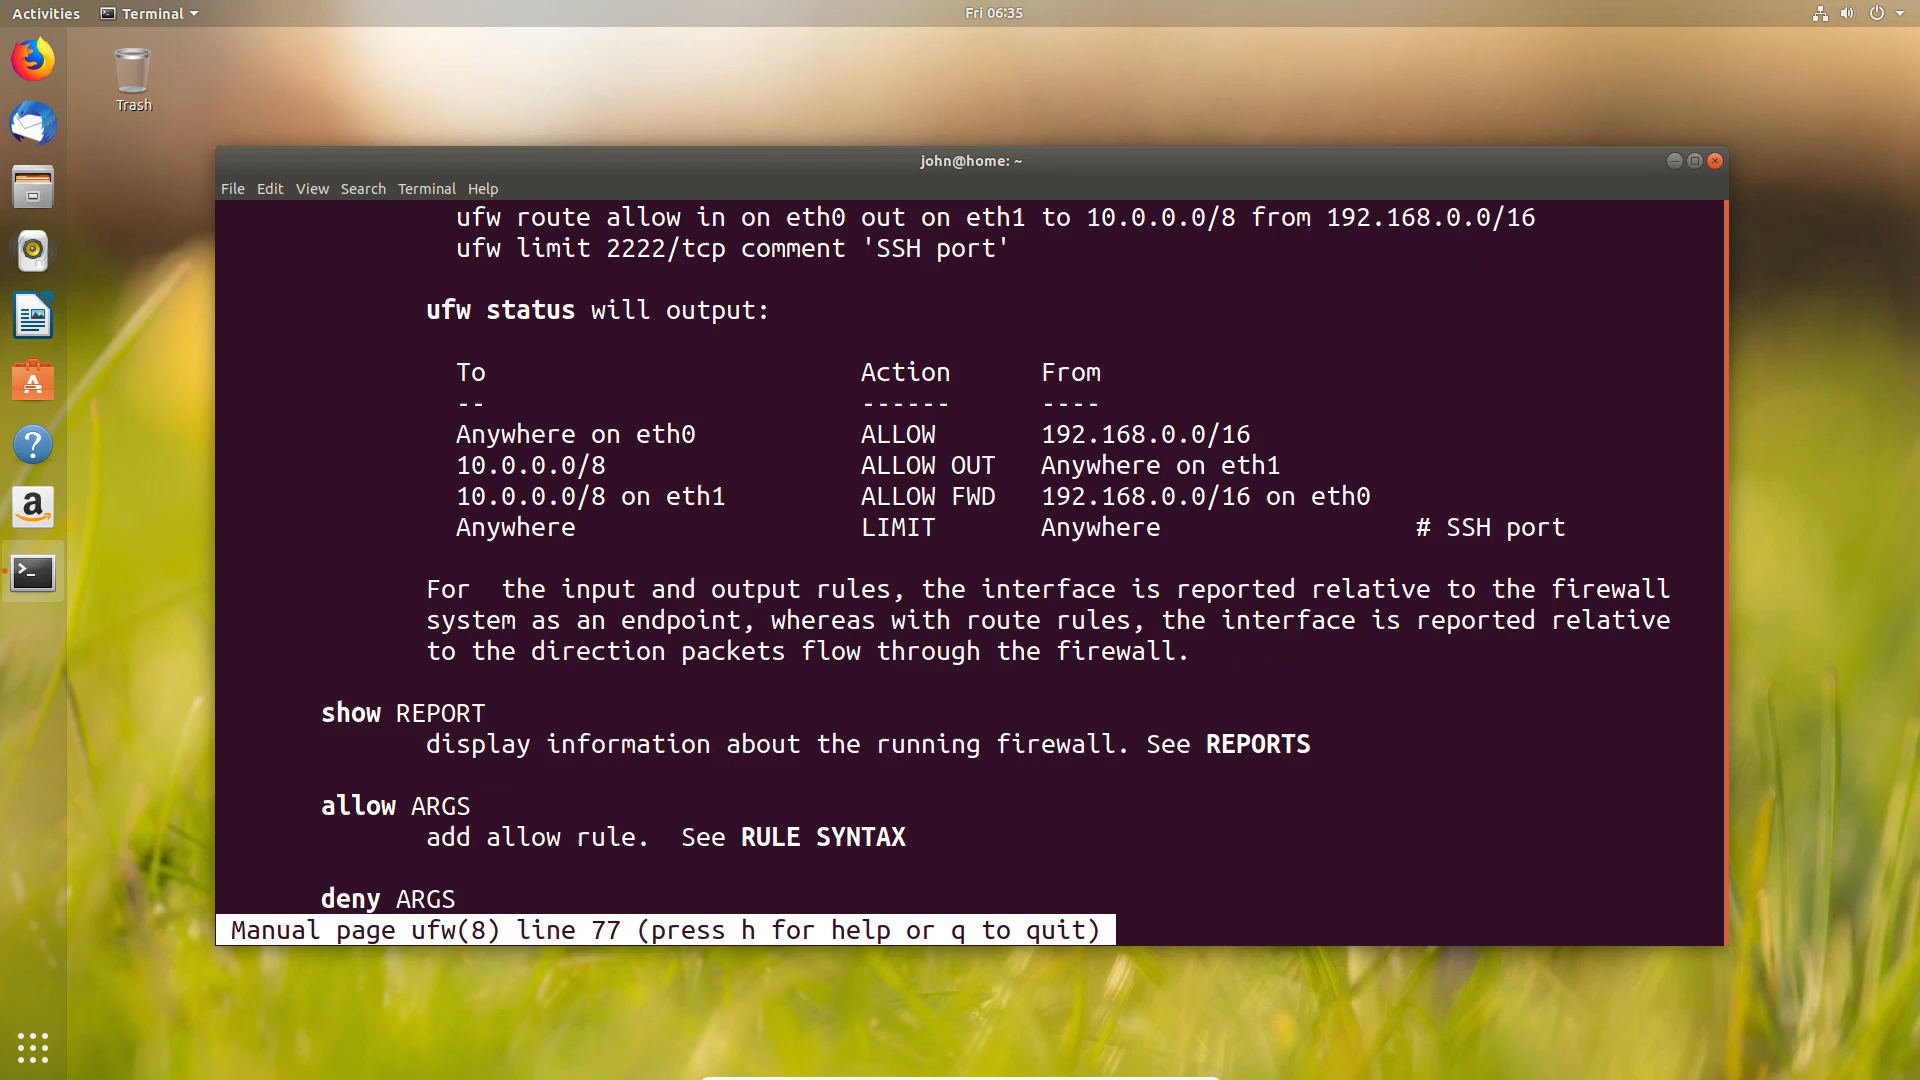 Activities Terminal Fri 06:35
Trash
john@home: ~
File Edit View Search Terminal Help
ufw route allow in on eth0 out on eth1 to 10.0.0.0/8 from 192.168.0.0/16
ufw limit 2222/tcp comment 'SSH port'
ufw status will output:
To Action From
-- ------ ----
Anywhere on eth0 ALLOW 192.168.0.0/16
10.0.0.0/8 ALLOW OUT Anywhere on eth1
10.0.0.0/8 on eth1 ALLOW FWD 192.168.0.0/16 on eth0
Anywhere LIMIT Anywhere # SSH port
For  the input and output rules, the interface is reported relative to the firewall
system as an endpoint, whereas with route rules, the interface is reported relative
to the direction packets flow through the firewall.
show REPORT
display information about the running firewall. See REPORTS
allow ARGS
add allow rule.  See RULE SYNTAX
deny ARGS
Manual page ufw(8) line 77 (press h for help or q to quit)